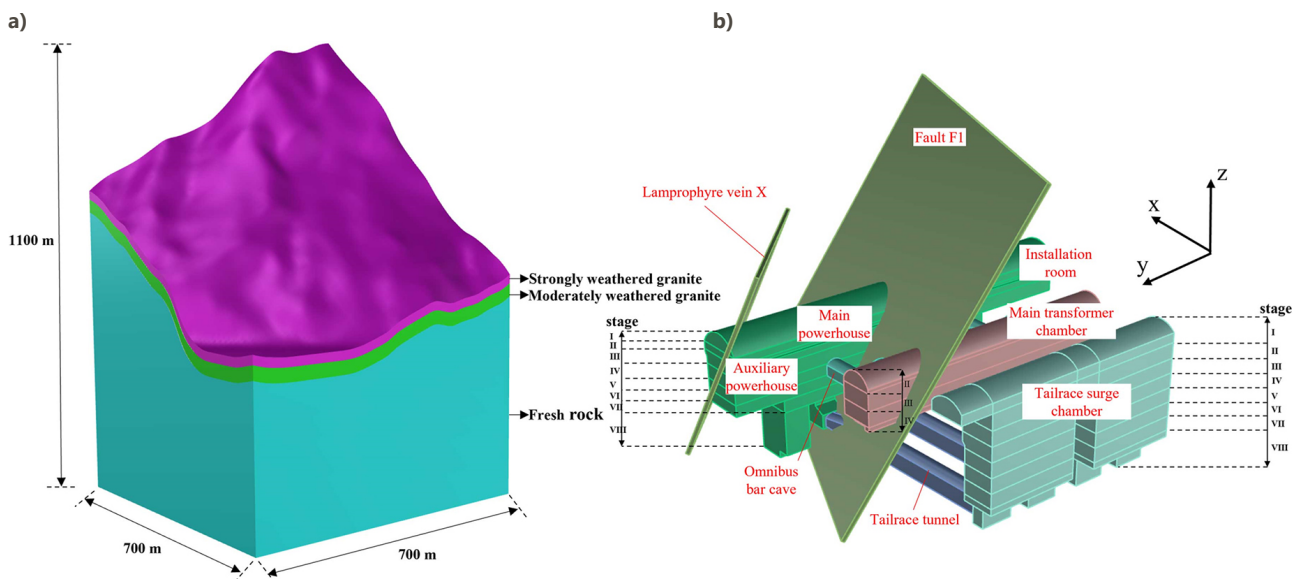 a)
1100 m
700 m
700 m
Strongly weathered granite
Moderately weathered granite
Fresh rock
b)
Fault F1
Lamprophyre vein X
z
x
y
Installation
room
Main
powerhouse
Main transformer
chamber
Auxiliary
powerhouse
Tailrace surge
chamber
Omnibus
bar cave
Tailrace tunnel
stage
I
II
III
IV
V
VI
VII
VIII
II
III
IV
stage
I
II
III
IV
V
VI
VII
VIII